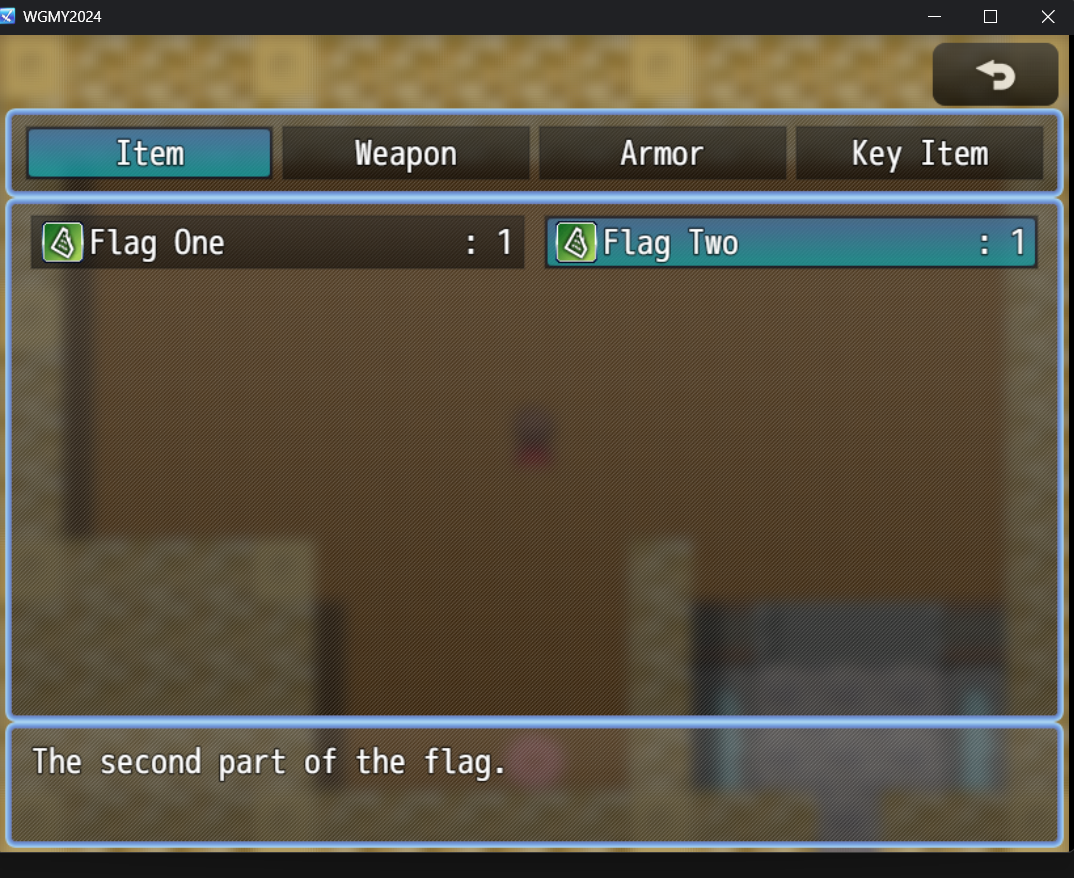 WGMY2024
Item Weapon Armor Key Item
Flag One : 1 Flag Two : 1
The second part of the flag.